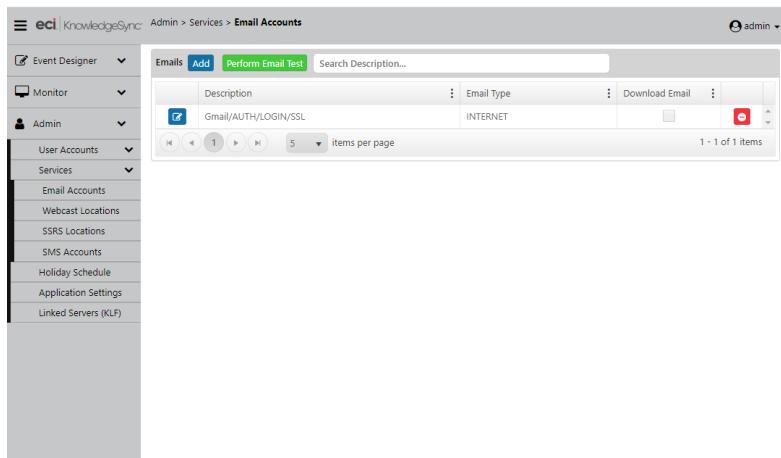 eci KnowledgeSync
Admin > Services > Email Accounts
admin
Event Designer
Monitor
Admin
User Accounts
Services
Email Accounts
Webcast Locations
SSRS Locations
SMS Accounts
Holiday Schedule
Application Settings
Linked Servers (KLF)
Emails Add Perform Email Test Search Description...
Description Email Type Download Email
Gmail/AUTH/LOGIN/SSL INTERNET
1 5 items per page 1 - 1 of 1 items